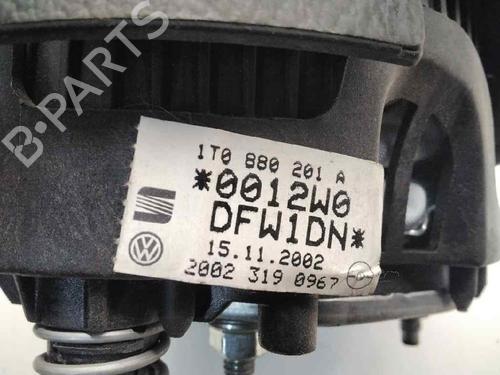 B-PARTS
1T0 880 201 A
*0012W0
DFW1DN*
15.11.2002
2002 319 0967